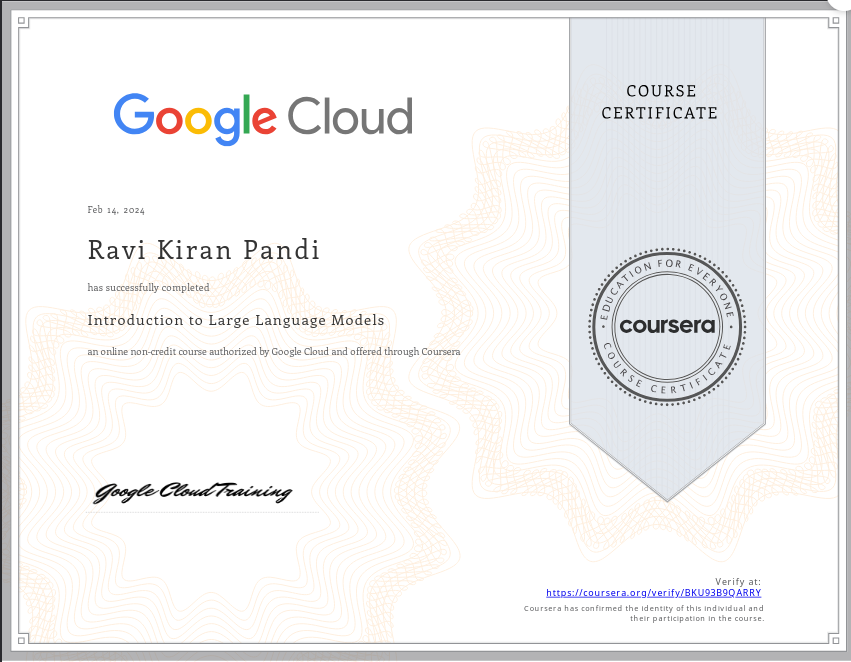 Google Cloud
COURSE
CERTIFICATE
Feb 14, 2024
Ravi Kiran Pandi
has successfully completed
Introduction to Large Language Models
an online non-credit course authorized by Google Cloud and offered through Coursera
EDUCATION FOR EVERYONE
coursera
COURSE CERTIFICATE
Google Cloud Training
Verify at:
https://coursera.org/verify/BKU93B9QARRY
Coursera has confirmed the identity of this individual and
their participation in the course.